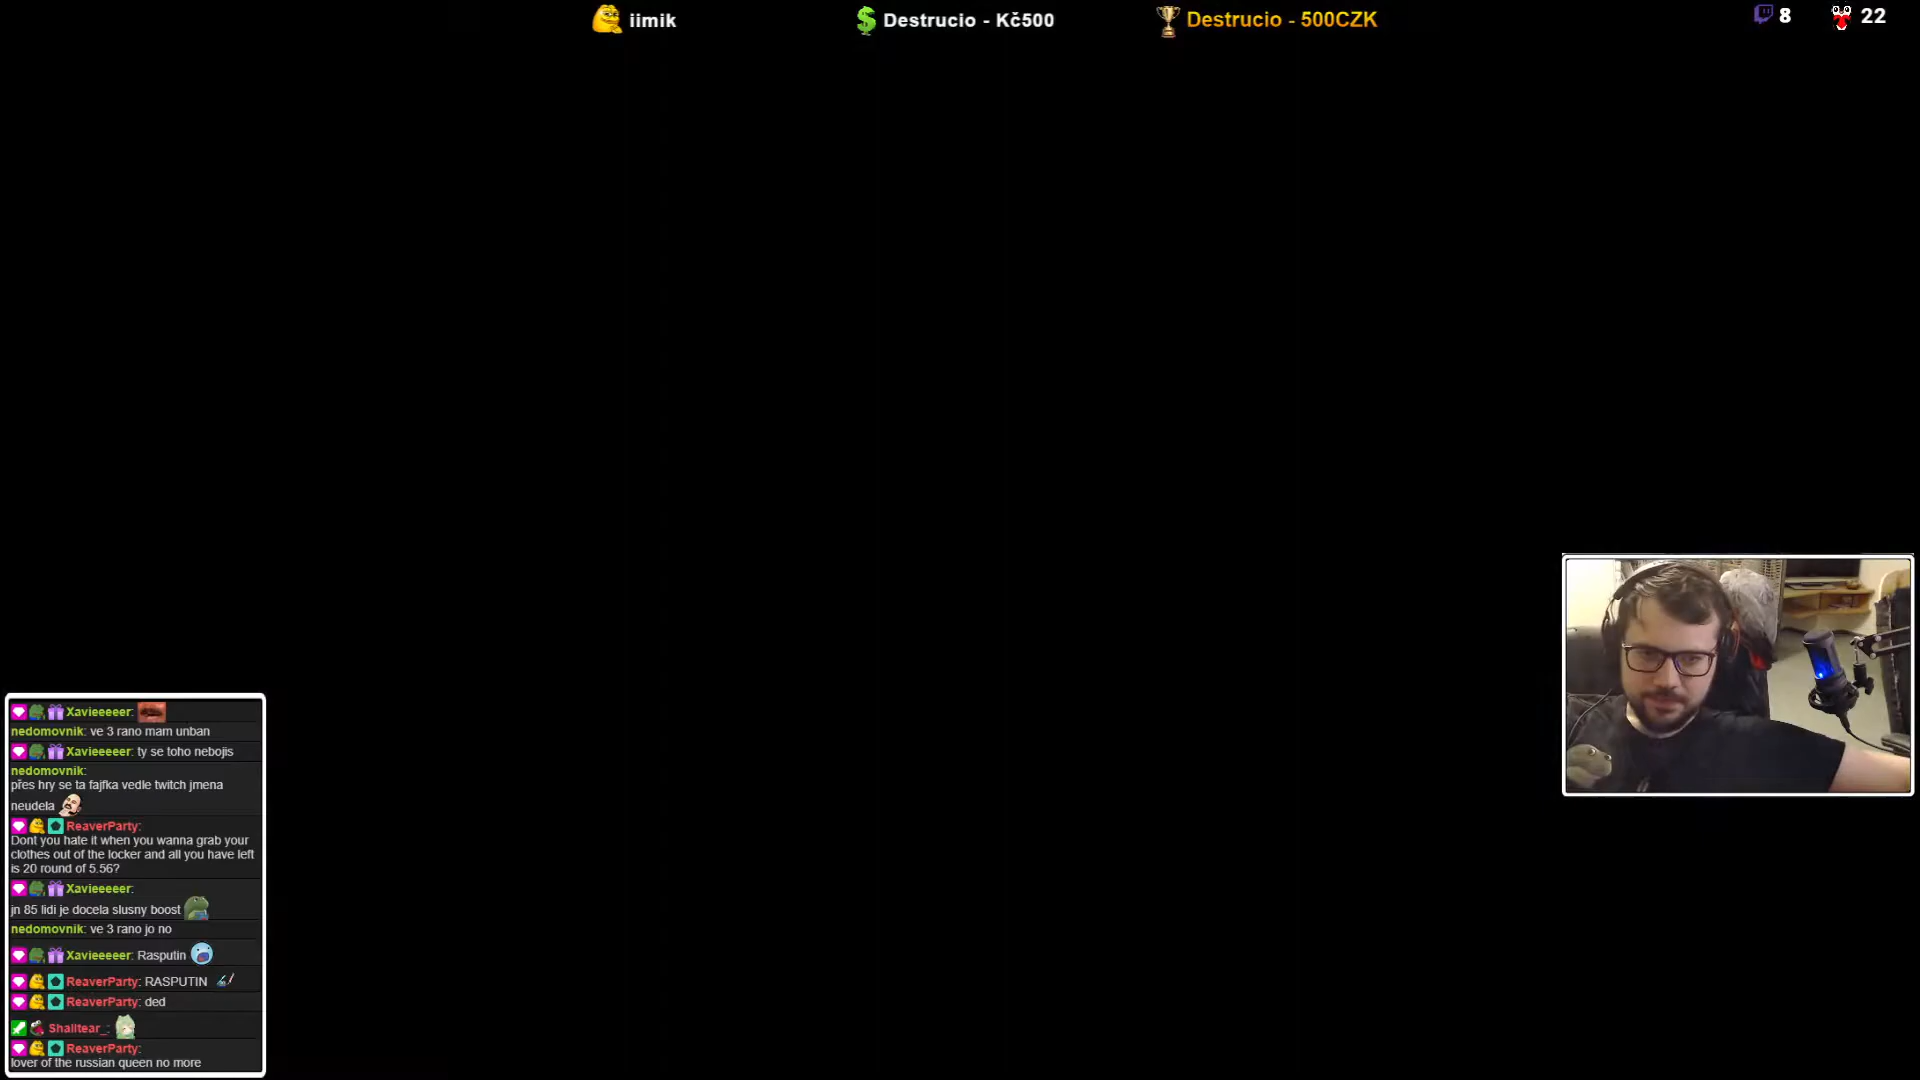 iimik
Destrucio - Kč500
Destrucio - 500CZK
8
22
Xavieeeeer:
nedomovnik: ve 3 rano mam unban
Xavieeeeer: ty se toho nebojis
nedomovnik:
přes hry se ta fajfka vedle twitch jmena
neudela
ReaverParty:
Dont you hate it when you wanna grab your
clothes out of the locker and all you have left
is 20 round of 5.56?
Xavieeeeer:
jn 85 lidi je docela slusny boost
nedomovnik: ve 3 rano jo no
Xavieeeeer: Rasputin
ReaverParty: RASPUTIN
ReaverParty: ded
Shalltear_:
ReaverParty:
lover of the russian queen no more